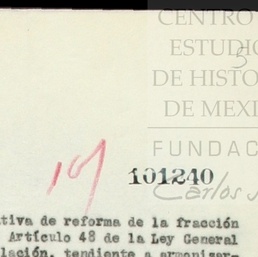 CENTRO
ESTUDIO
5
DE HISTO
DE MEXI
FUNDAC
Carlos
101240
tiva de reforma de la fracción
Artículo 48 de la Ley General
lación, tendiente a armonizar-